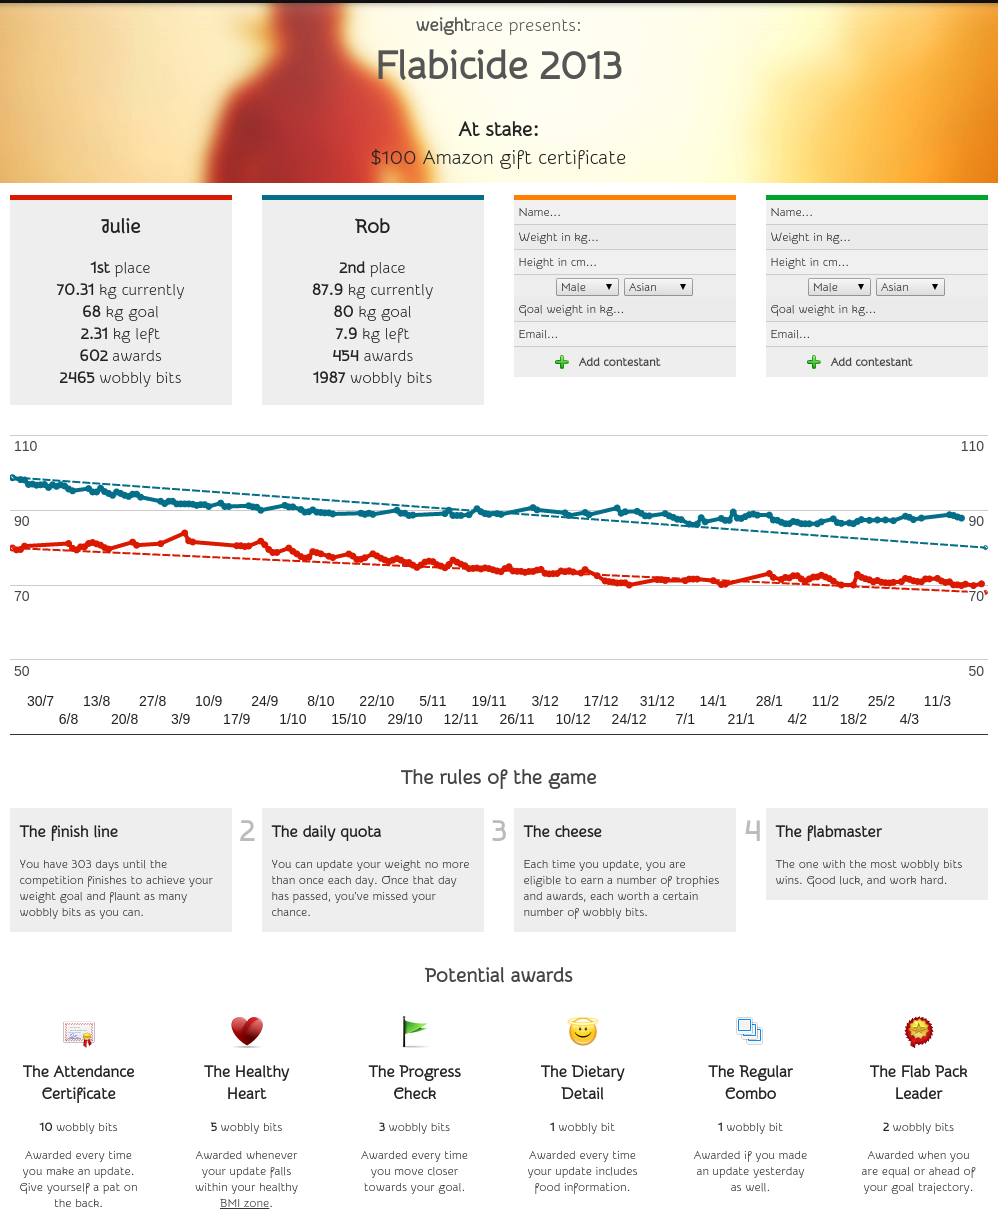 weightrace presents:
Flabicide 2013
At stake:
$100 Amazon gift certificate
Julie
1st place
70.31 kg currently
68 kg goal
2.31 kg left
602 awards
2465 wobbly bits
Rob
2nd place
87.9 kg currently
80 kg goal
7.9 kg left
454 awards
1987 wobbly bits
Name...
Weight in kg...
Height in cm...
Male Asian
Goal weight in kg...
Email...
Add contestant
Name...
Weight in kg...
Height in cm...
Male Asian
Goal weight in kg...
Email...
Add contestant
110 110
90 90
70 70
50 50
30/7 13/8 27/8 10/9 24/9 8/10 22/10 5/11 19/11 3/12 17/12 31/12 14/1 28/1 11/2 25/2 11/3
6/8 20/8 3/9 17/9 1/10 15/10 29/10 12/11 26/11 10/12 24/12 7/1 21/1 4/2 18/2 4/3
The rules of the game
The finish line
You have 303 days until the
competition finishes to achieve your
weight goal and flaunt as many
wobbly bits as you can.
2
The daily quota
You can update your weight no more
than once each day. Once that day
has passed, you've missed your
chance.
3
The cheese
Each time you update, you are
eligible to earn a number of trophies
and awards, each worth a certain
number of wobbly bits.
4
The flabmaster
The one with the most wobbly bits
wins. Good luck, and work hard.
Potential awards
The Attendance
Certificate
10 wobbly bits
Awarded every time
you make an update.
Give yourself a pat on
the back.
The Healthy
Heart
5 wobbly bits
Awarded whenever
your update falls
within your healthy
BMI zone.
The Progress
Check
3 wobbly bits
Awarded every time
you move closer
towards your goal.
The Dietary
Detail
1 wobbly bit
Awarded every time
your update includes
food information.
The Regular
Combo
1 wobbly bit
Awarded if you made
an update yesterday
as well.
The Flab Pack
Leader
2 wobbly bits
Awarded when you
are equal or ahead of
your goal trajectory.